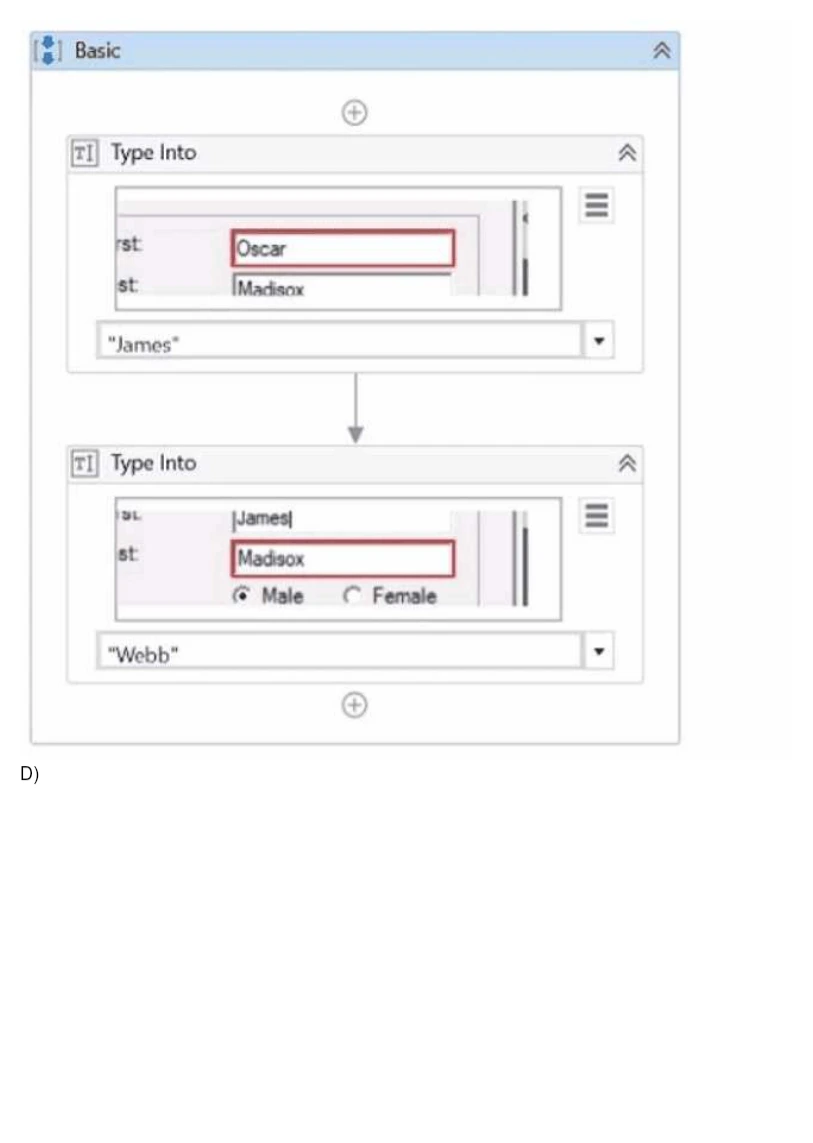 Basic
Type Into
rst:
Oscar
st:
Madisox
"James"
Type Into
James
st:
Madisox
Male
Female
"Webb"
D)